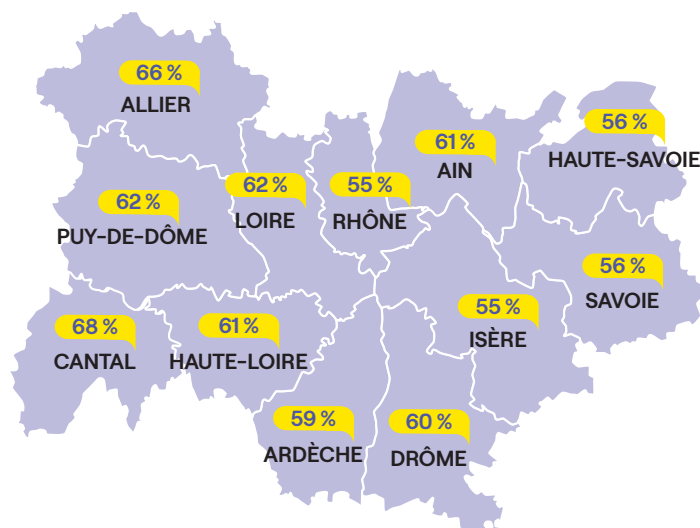 66 %
ALLIER
61 %
AIN
56 %
HAUTE-SAVOIE
62 %
PUY-DE-DÔME
62 %
LOIRE
55 %
RHÔNE
56 %
SAVOIE
68 %
CANTAL
61 %
HAUTE-LOIRE
55 %
ISÈRE
59 %
ARDÈCHE
60 %
DRÔME